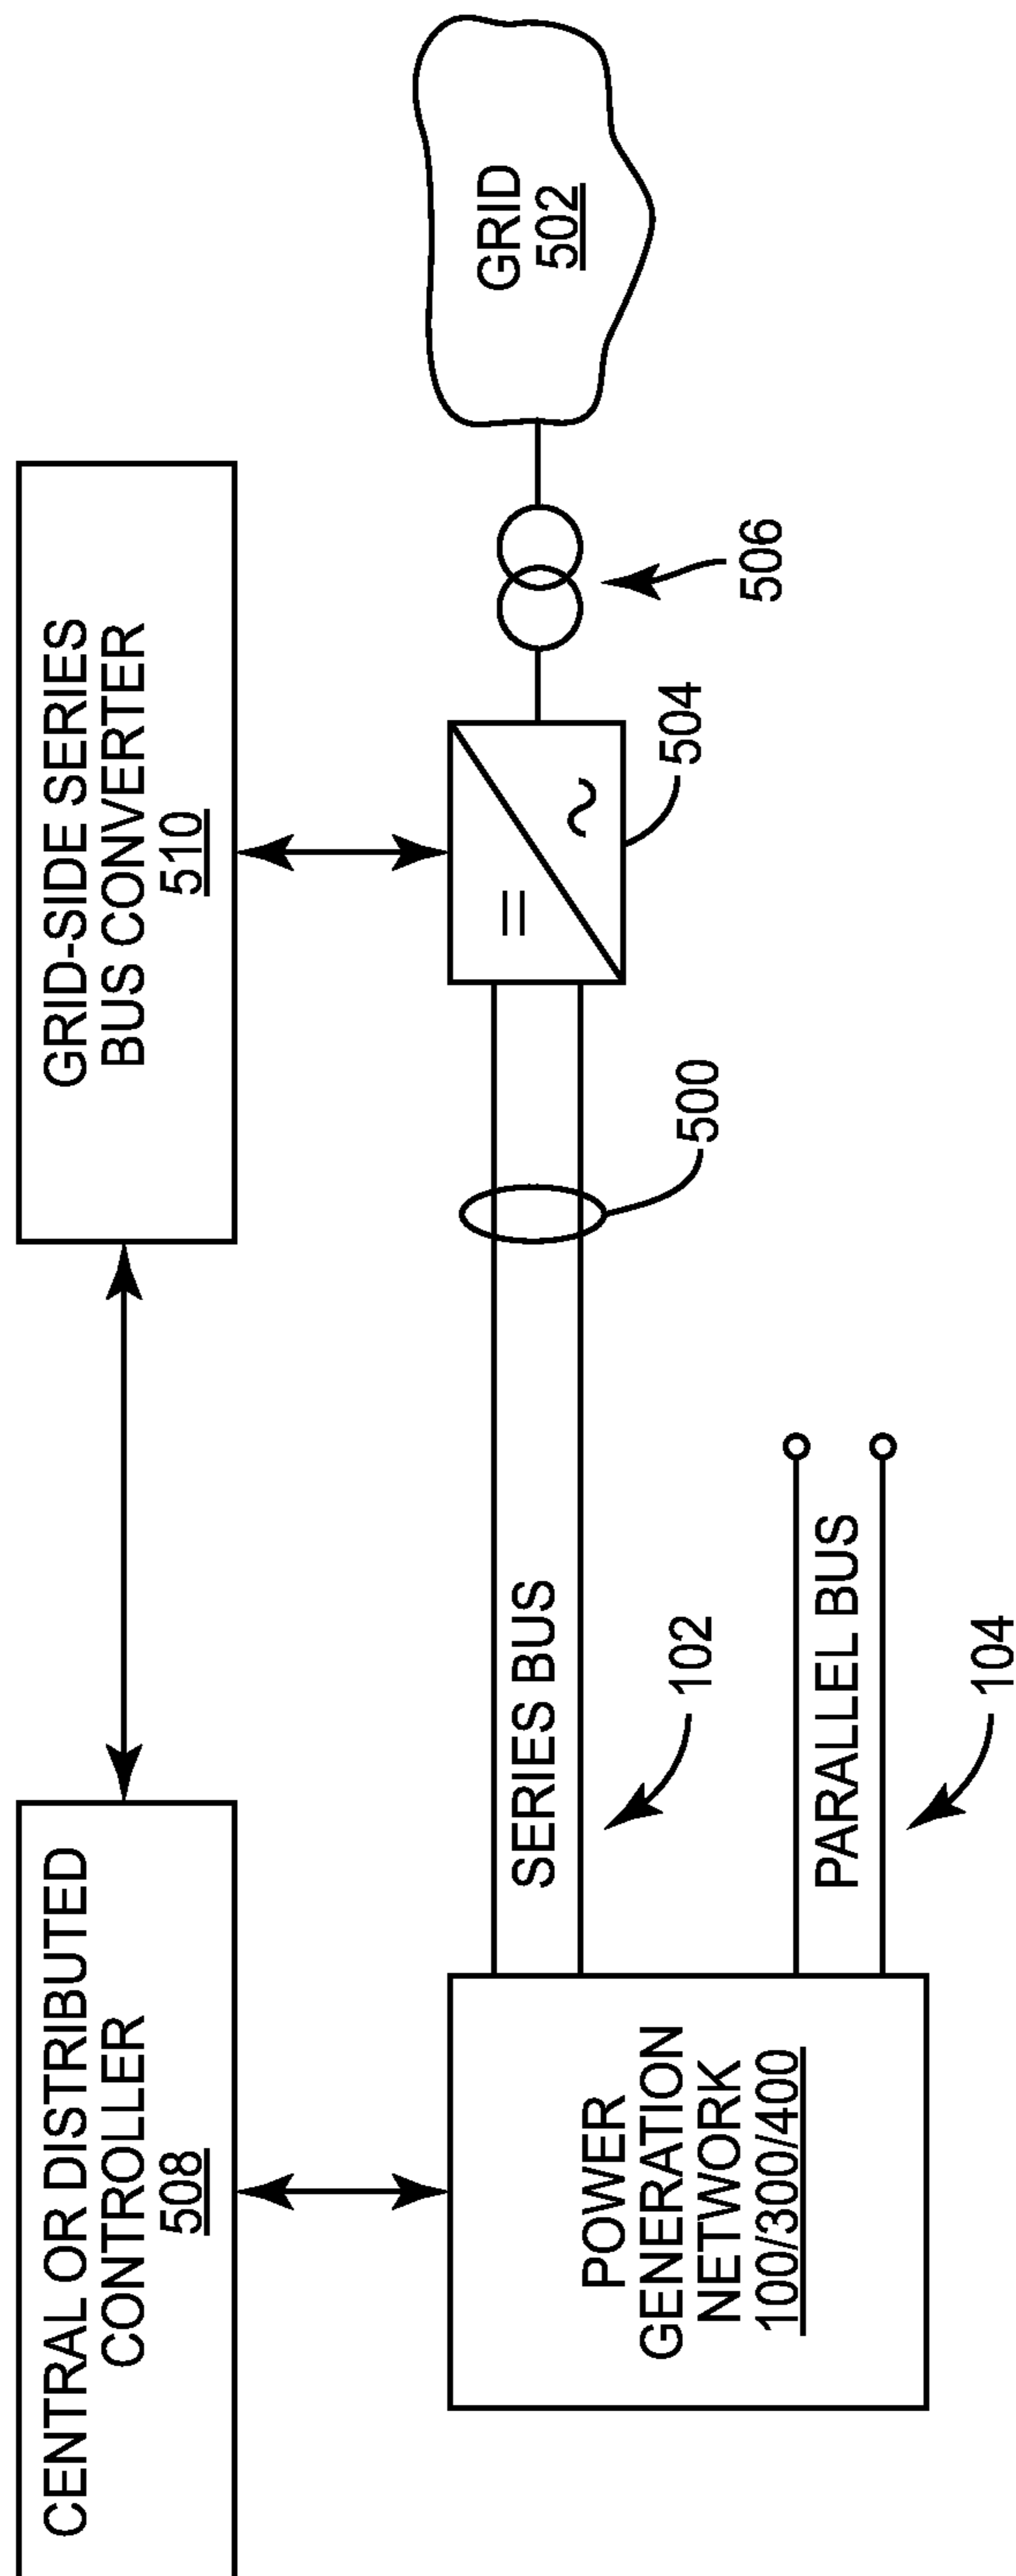 CENTRAL OR DISTRIBUTED
CONTROLLER
508
GRID-SIDE SERIES
BUS CONVERTER
510
POWER
GENERATION
NETWORK
100/300/400
SERIES BUS
102
PARALLEL BUS
104
500
=
~
504
506
GRID
502